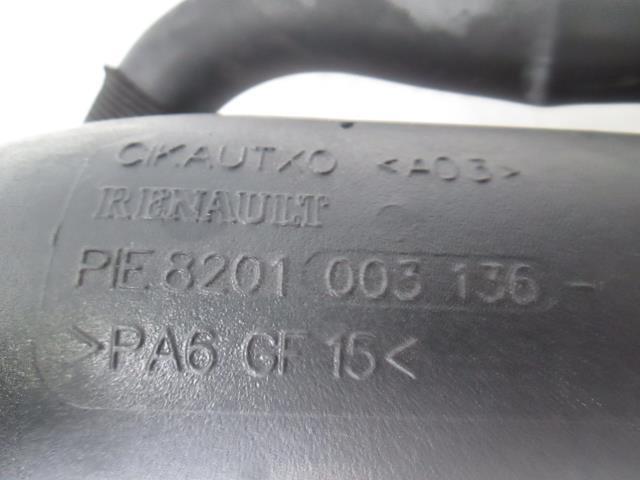 CIKAUTXO <A03>
RENAULT
PIE 8201 003 136 -
>PA6 GF 15<